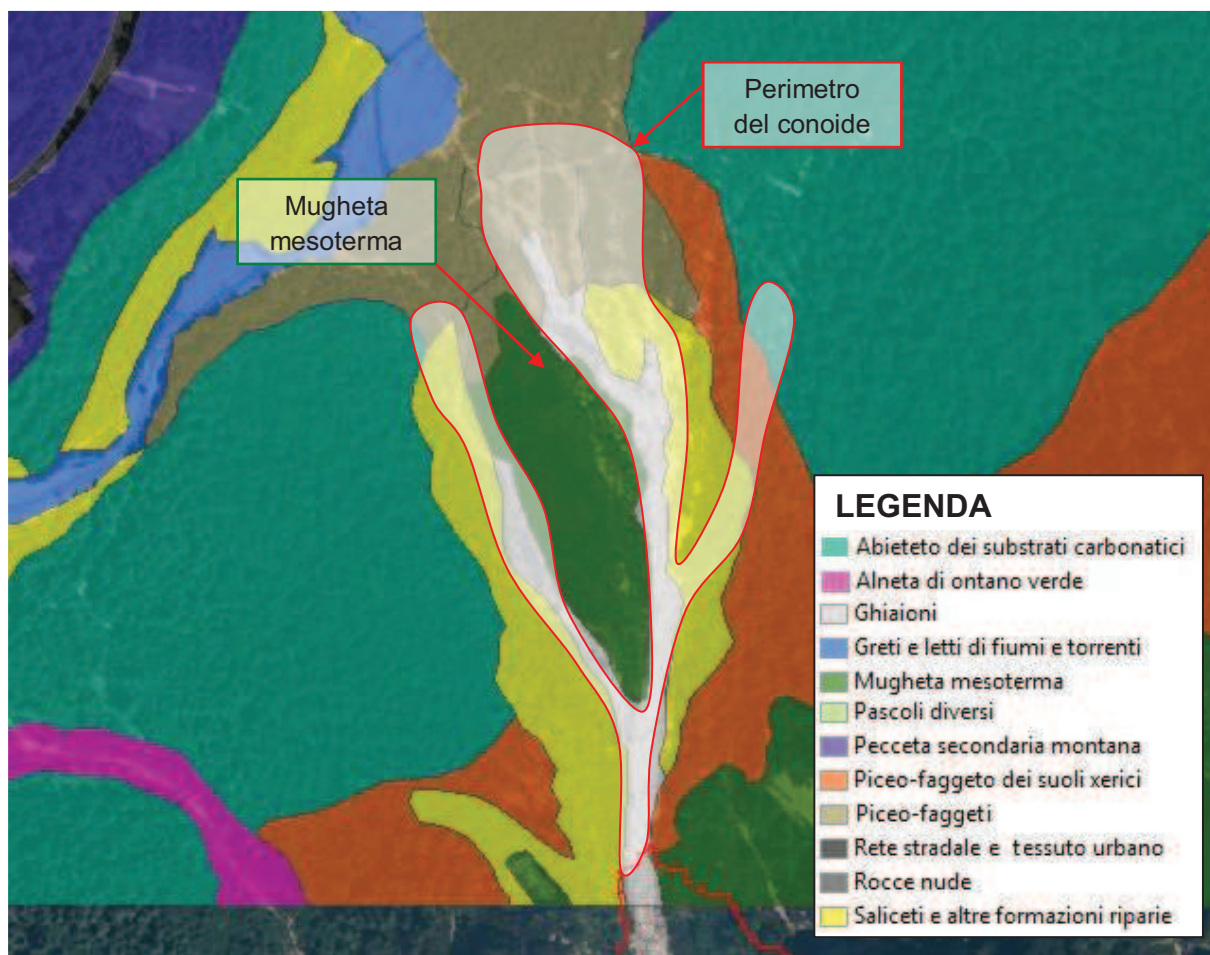 Perimetro
del conoide
Mugheta
mesoterma
LEGENDA
Abieteto dei substrati carbonatici
Alneta di ontano verde
Ghiaioni
Greti e letti di fiumi e torrenti
Mugheta mesoterma
Pascoli diversi
Pecceta secondaria montana
Piceo-faggeto dei suoli xerici
Piceo-faggeti
Rete stradale e tessuto urbano
Rocce nude
Saliceti e altre formazioni riparie